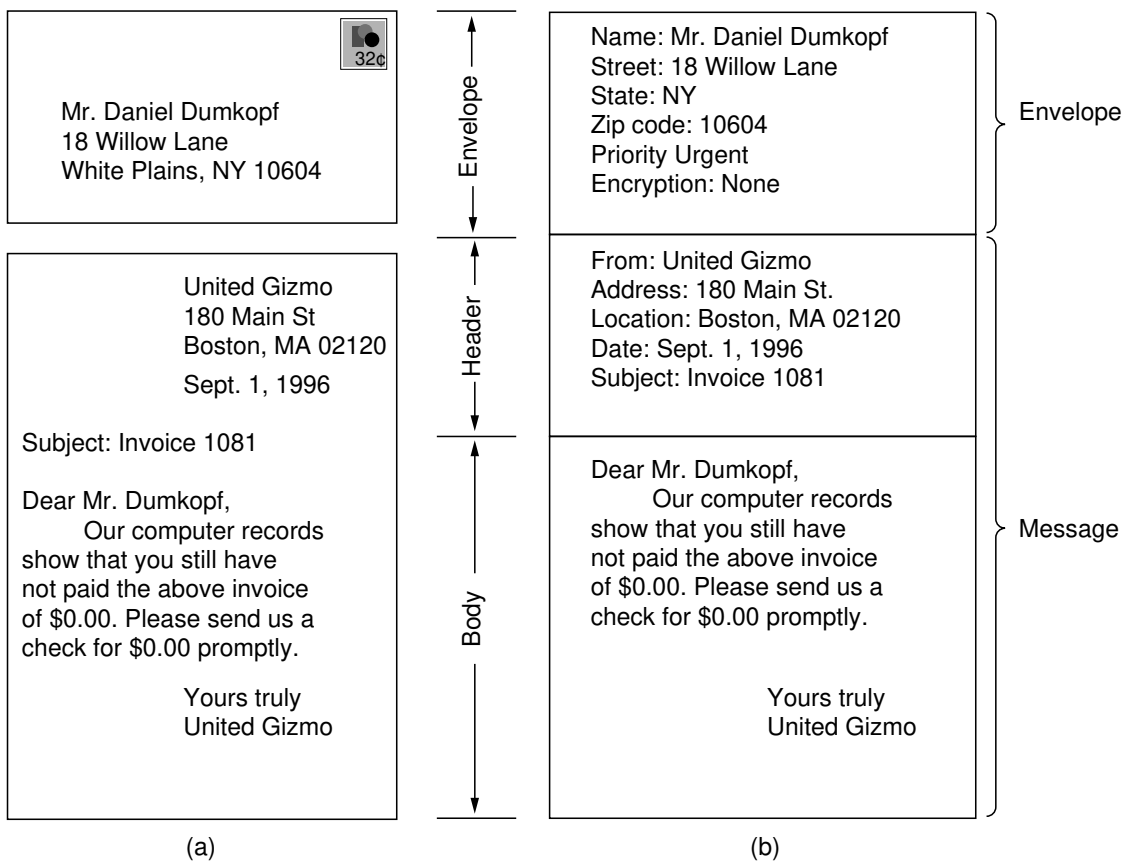 32¢
Mr. Daniel Dumkopf
18 Willow Lane
White Plains, NY 10604
United Gizmo
180 Main St
Boston, MA 02120
Sept. 1, 1996
Subject: Invoice 1081
Dear Mr. Dumkopf,
Our computer records
show that you still have
not paid the above invoice
of $0.00. Please send us a
check for $0.00 promptly.
Yours truly
United Gizmo
(a)
Envelope
Header
Body
Name: Mr. Daniel Dumkopf
Street: 18 Willow Lane
State: NY
Zip code: 10604
Priority Urgent
Encryption: None
From: United Gizmo
Address: 180 Main St.
Location: Boston, MA 02120
Date: Sept. 1, 1996
Subject: Invoice 1081
Dear Mr. Dumkopf,
Our computer records
show that you still have
not paid the above invoice
of $0.00. Please send us a
check for $0.00 promptly.
Yours truly
United Gizmo
(b)
Envelope
Message